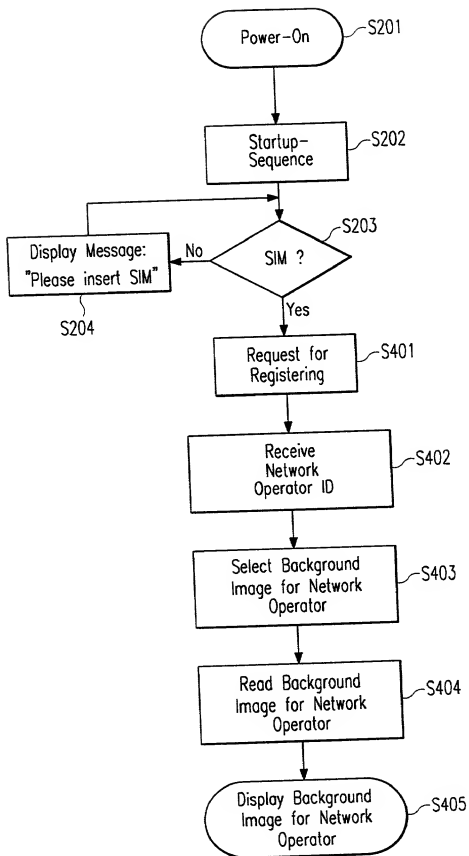 Power-On
S201
Startup-
Sequence
S202
S203
SIM ?
No
Display Message:
"Please insert SIM"
S204
Yes
Request for
Registering
S401
Receive
Network
Operator ID
S402
Select Background
Image for Network
Operator
S403
Read Background
Image for Network
Operator
S404
Display Background
Image for Network
Operator
S405